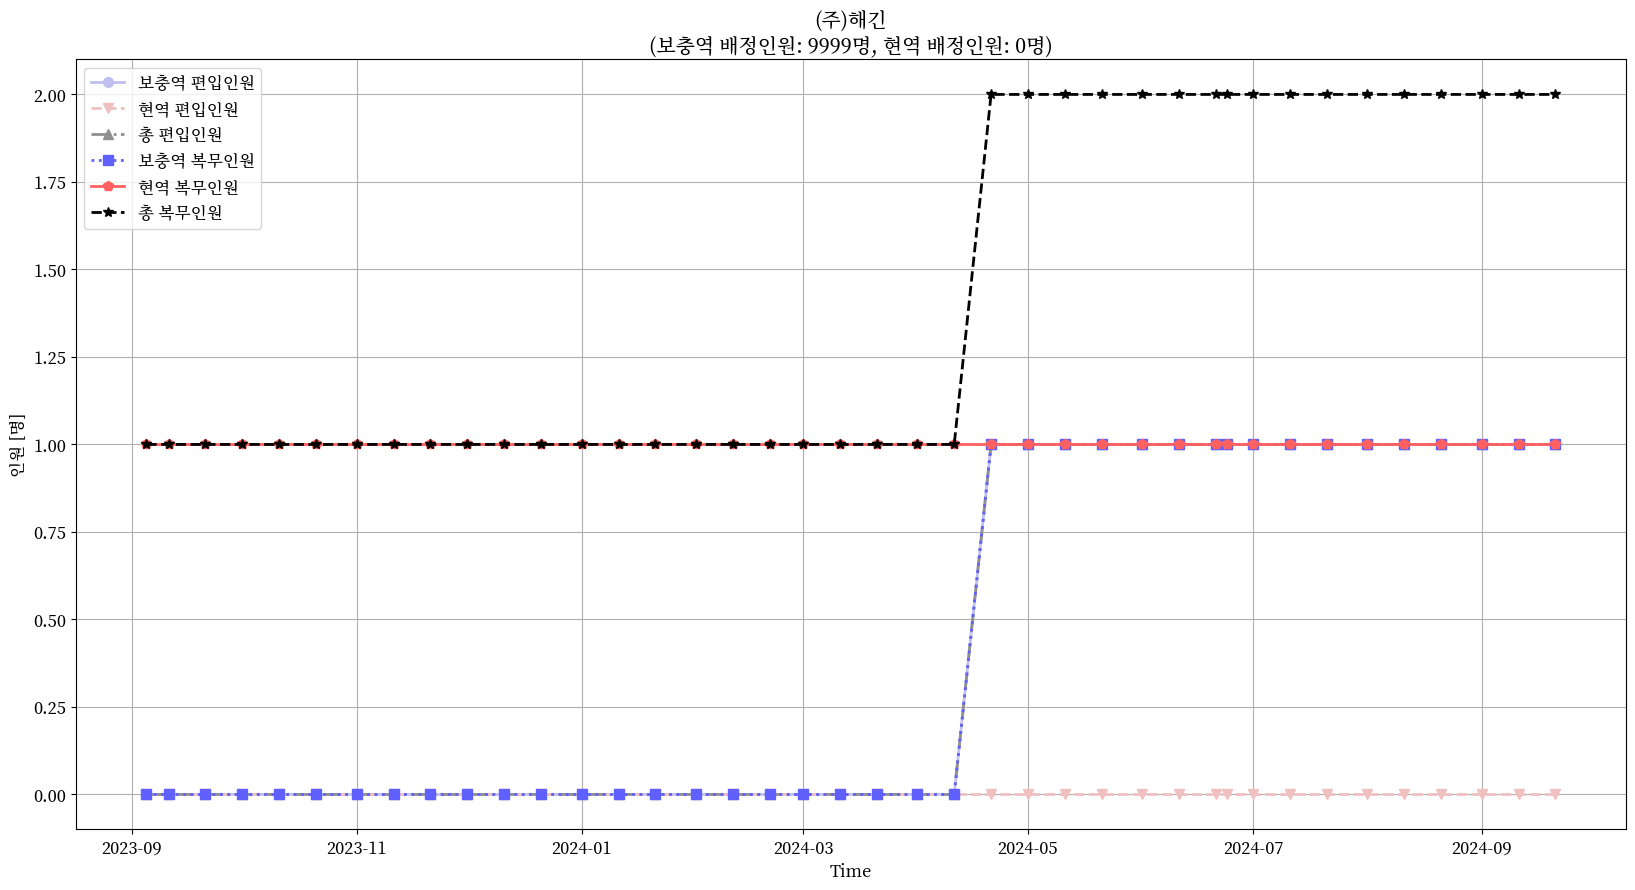 (주)해긴
(보충역 배정인원: 9999명, 현역 배정인원: 0명)
보충역 편입인원
현역 편입인원
총 편입인원
보충역 복무인원
현역 복무인원
총 복무인원
2.00
1.75
1.50
1.25
1.00
0.75
0.50
0.25
0.00
인원 [명]
2023-09
2023-11
2024-01
2024-03
2024-05
2024-07
2024-09
Time